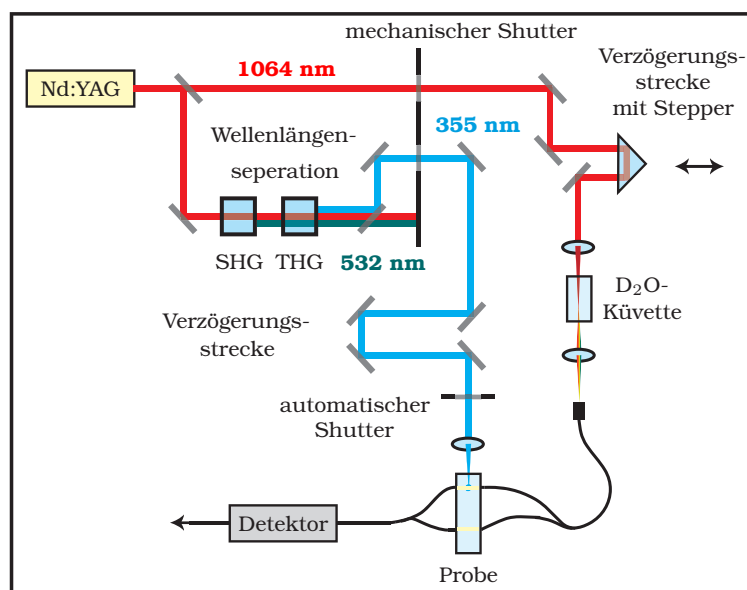 mechanischer Shutter
Verzögerungs-
strecke
mit Stepper
Nd:YAG
1064 nm
355 nm
Wellenlängen-
seperation
SHG
THG
532 nm
D₂O-
Küvette
Verzögerungs-
strecke
automatischer
Shutter
Detektor
Probe